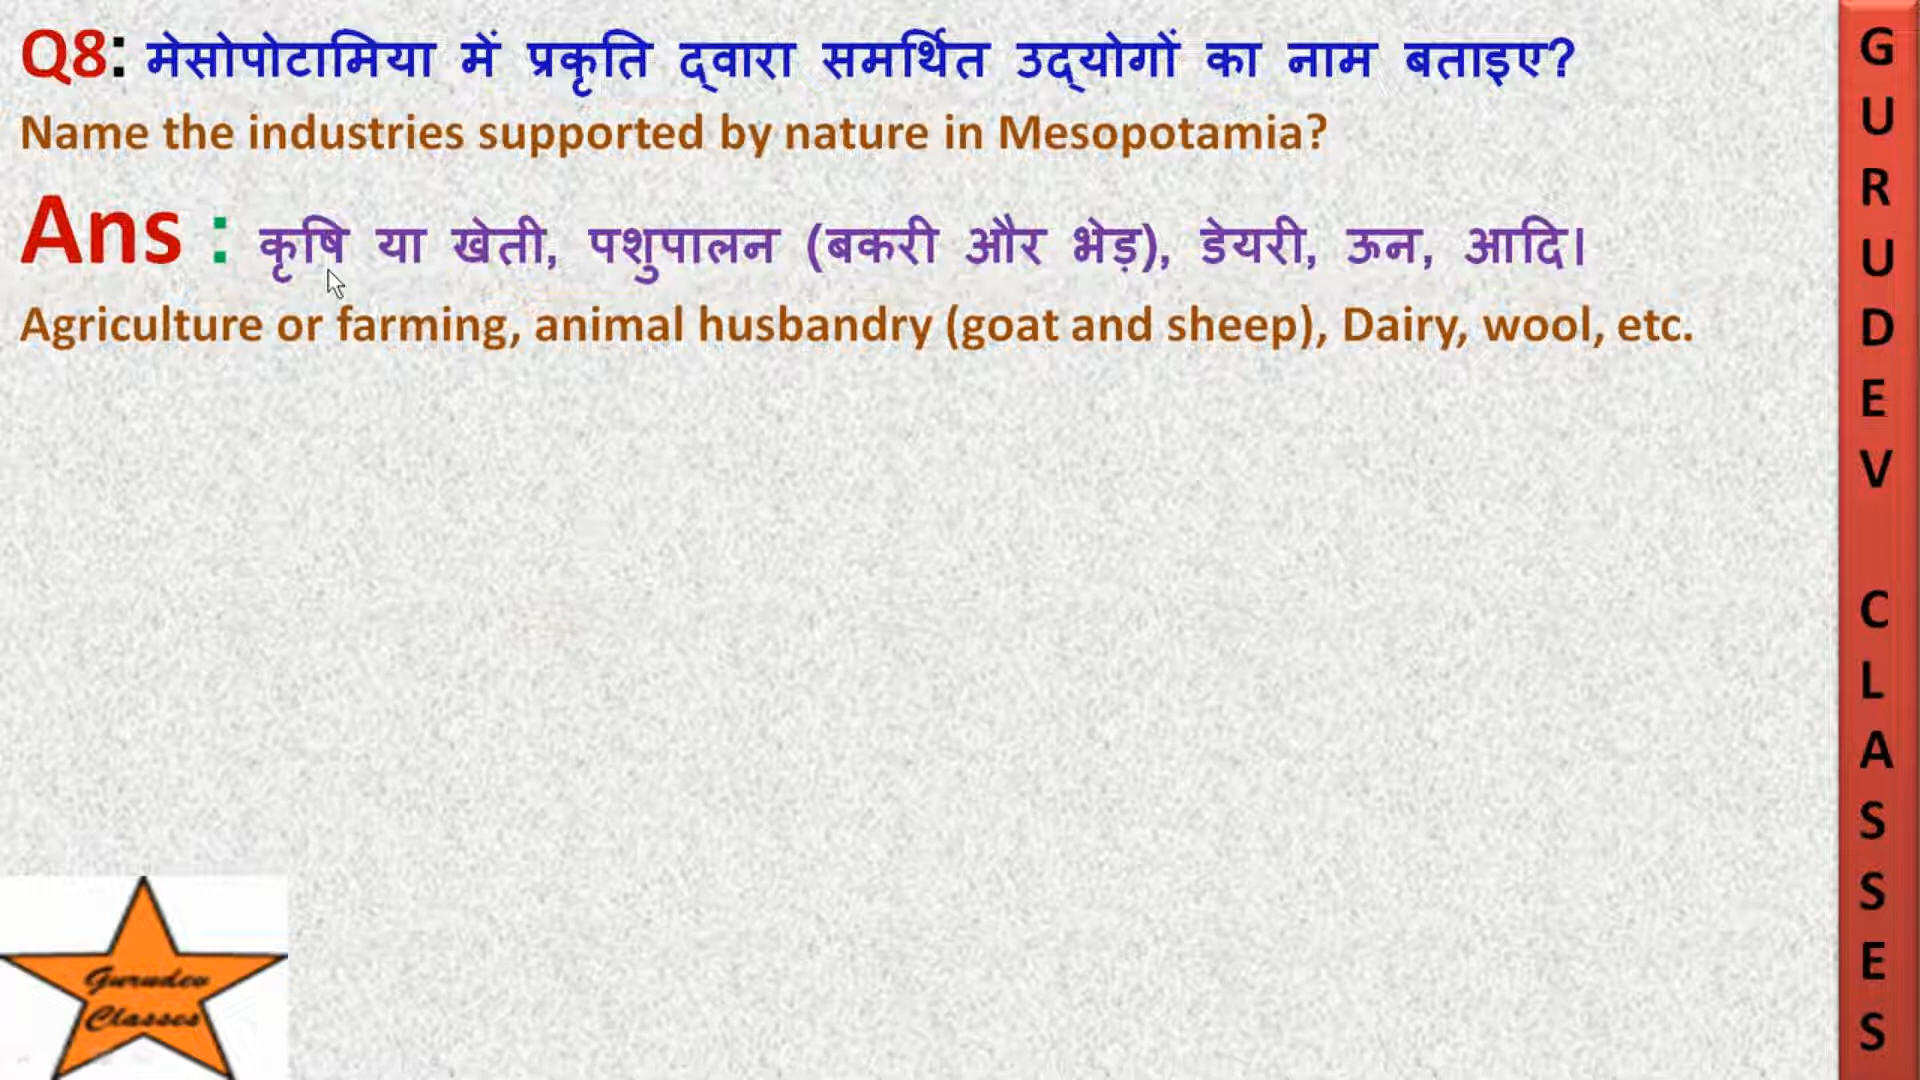 Q8: मेसोपोटामिया में प्रकृति द्वारा समर्थित उद्योगों का नाम बताइए?
Name the industries supported by nature in Mesopotamia?
Ans : कृषि या खेती, पशुपालन (बकरी और भेड़), डेयरी, ऊन, आदि।
Agriculture or farming, animal husbandry (goat and sheep), Dairy, wool, etc.
GURUDEV CLASSES
Gurudev
Classes